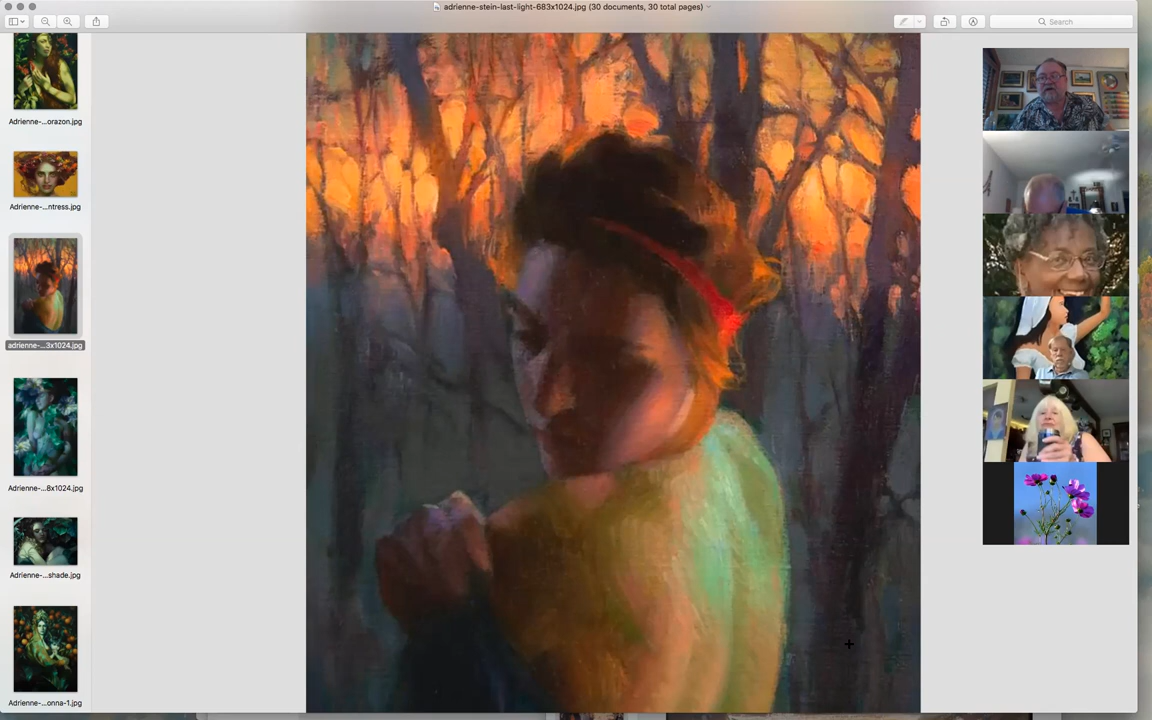 adrienne-stein-last-light-683x1024.jpg (30 documents, 30 total pages)
Search
Adrienne-...orazon.jpg
Adrienne-...ntress.jpg
adrienne-...3x1024.jpg
Adrienne-...8x1024.jpg
Adrienne-...shade.jpg
Adrienne-...onna-1.jpg